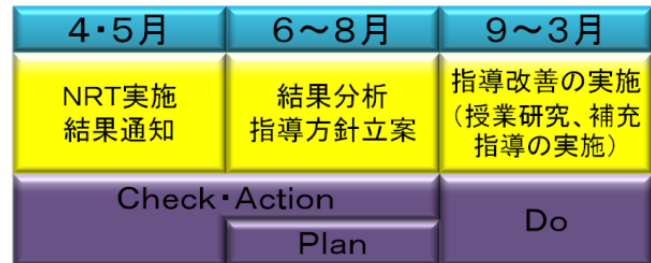 4・5月
6～8月
9～3月
NRT実施
結果通知
結果分析
指導方針立案
指導改善の実施
(授業研究、補充
指導の実施)
Check・Action
Plan
Do